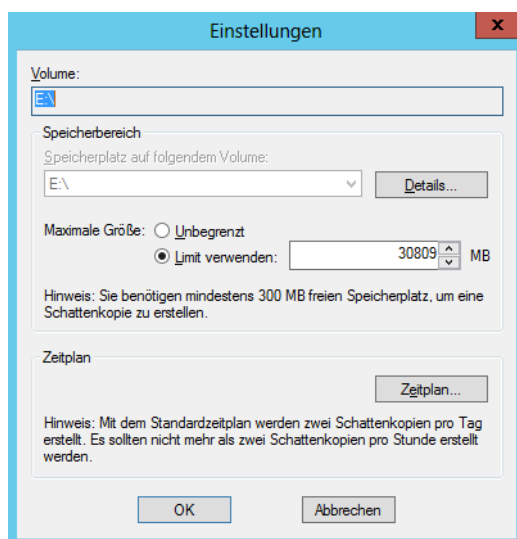 Einstellungen
x
Volume:
E:\
Speicherbereich
Speicherplatz auf folgendem Volume:
E:\
Details...
Maximale Größe:
Unbegrenzt
Limit verwenden:
30809
MB
Hinweis: Sie benötigen mindestens 300 MB freien Speicherplatz, um eine
Schattenkopie zu erstellen.
Zeitplan
Zeitplan...
Hinweis: Mit dem Standardzeitplan werden zwei Schattenkopien pro Tag
erstellt. Es sollten nicht mehr als zwei Schattenkopien pro Stunde erstellt
werden.
OK
Abbrechen